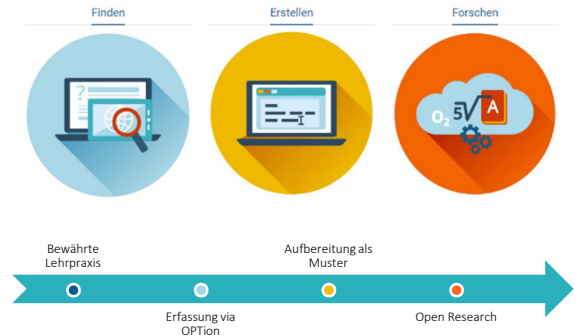 Finden
Erstellen
Forschen
?
O₂ 5√ A
Bewährte
Lehrpraxis
Aufbereitung als
Muster
Erfassung via
OPTion
Open Research